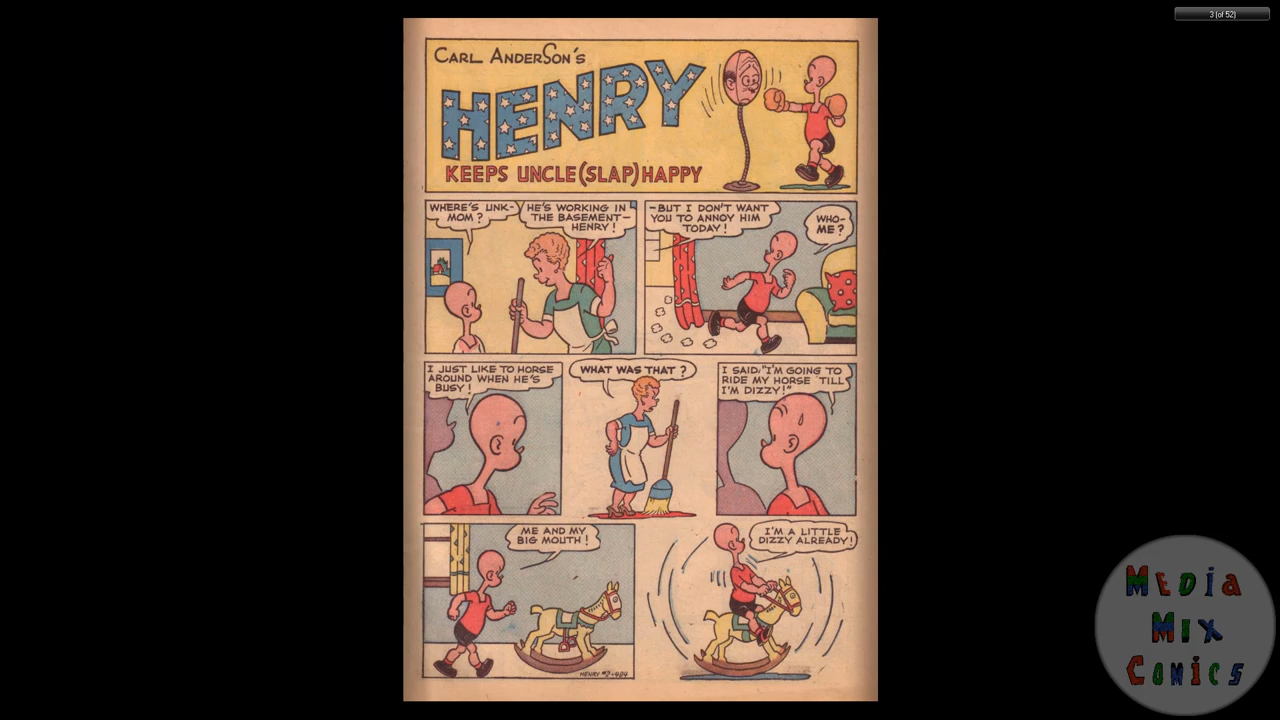 3 (of 52)
CARL ANDERSON'S
HENRY
KEEPS UNCLE (SLAP) HAPPY
WHERE'S UNK-
MOM?
HE'S WORKING IN
THE BASEMENT-
HENRY!
-BUT I DON'T WANT
YOU TO ANNOY HIM
TODAY!
WHO-
ME?
I JUST LIKE TO HORSE
AROUND WHEN HE'S
BUSY!
WHAT WAS THAT?
I SAID, "I'M GOING TO
RIDE MY HORSE 'TILL
I'M DIZZY!"
ME AND MY
BIG MOUTH!
HENRY #2-484
I'M A LITTLE
DIZZY ALREADY!
MEDIA
MIX
COMICS